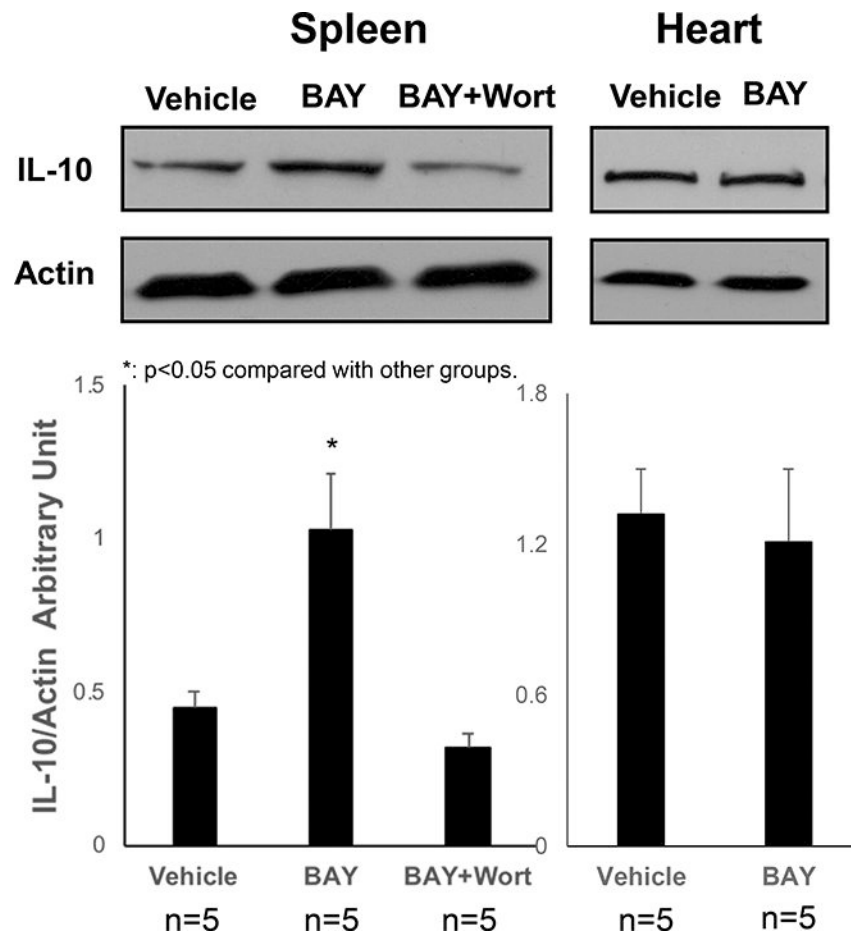 Spleen Heart
Vehicle BAY BAY+Wort Vehicle BAY
IL-10
Actin
*: p<0.05 compared with other groups.
1.5 1.8
*
IL-10/Actin Arbitrary Unit
1 1.2
0.5 0.6
0 0
Vehicle BAY BAY+Wort Vehicle BAY
n=5 n=5 n=5 n=5 n=5